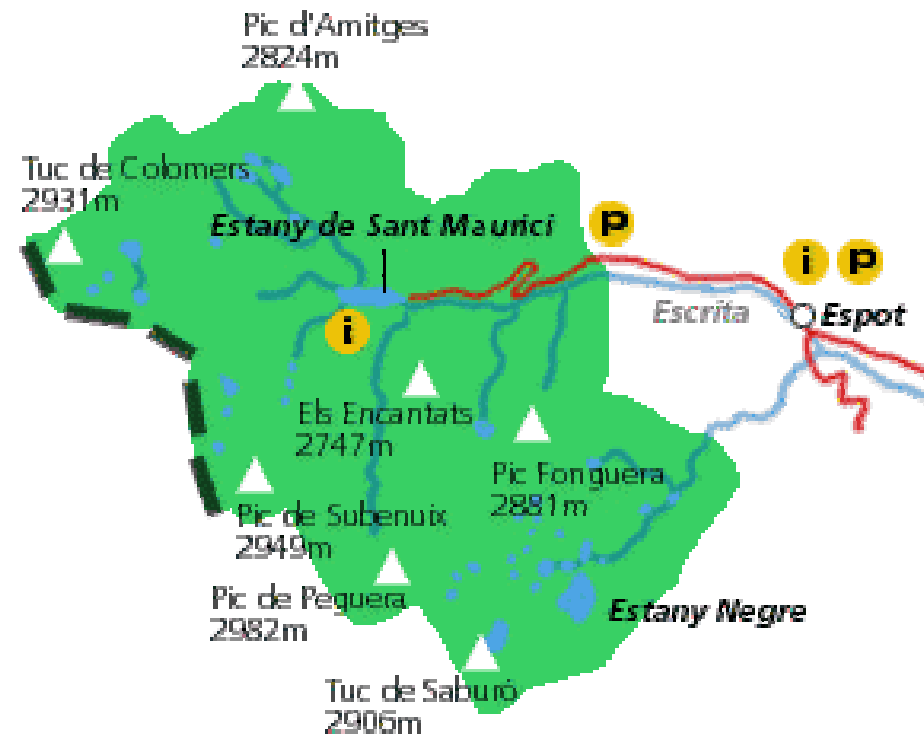 Pic d'Amitges
2824m
Tuc de Colomers
2931m
Estany de Sant Maurici
P
i P
Escrita
Espot
i
Els Encantats
2747m
Pic Fonguera
2881m
Pic de Subenuix
2949m
Pic de Peguera
2982m
Estany Negre
Tuc de Saburó
2906m